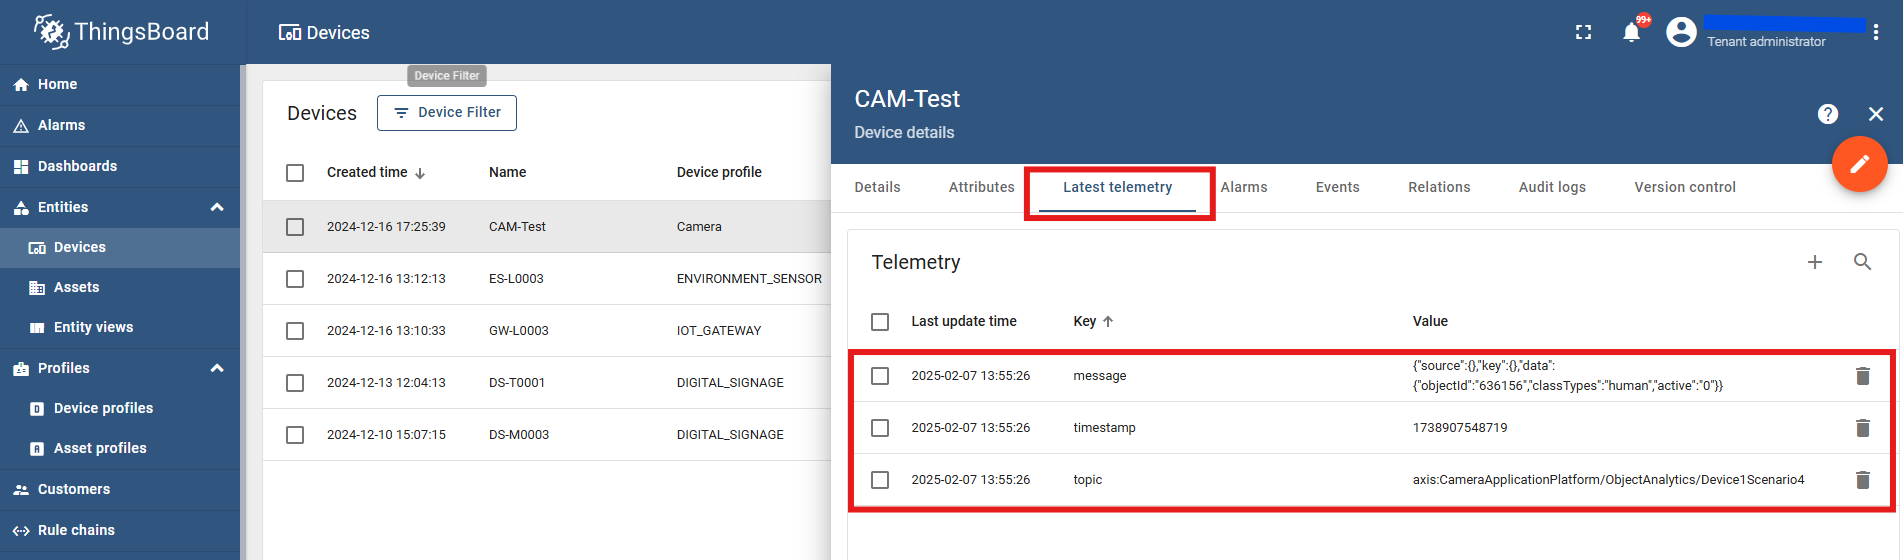 ThingsBoard
Devices
99+
Tenant administrator
Home
Alarms
Dashboards
Entities
Devices
Assets
Entity views
Profiles
Device profiles
Asset profiles
Customers
Rule chains
Device Filter
Devices
Device Filter
Created time Name Device profile
2024-12-16 17:25:39 CAM-Test Camera
2024-12-16 13:12:13 ES-L0003 ENVIRONMENT_SENSOR
2024-12-16 13:10:33 GW-L0003 IOT_GATEWAY
2024-12-13 12:04:13 DS-T0001 DIGITAL_SIGNAGE
2024-12-10 15:07:15 DS-M0003 DIGITAL_SIGNAGE
CAM-Test
Device details
Details Attributes Latest telemetry Alarms Events Relations Audit logs Version control
Telemetry
Last update time Key Value
2025-02-07 13:55:26 message {"source":{},"key":{},"data":
{"objectId":"636156","classTypes":"human","active":"0"}}
2025-02-07 13:55:26 timestamp 1738907548719
2025-02-07 13:55:26 topic axis:CameraApplicationPlatform/ObjectAnalytics/Device1Scenario4